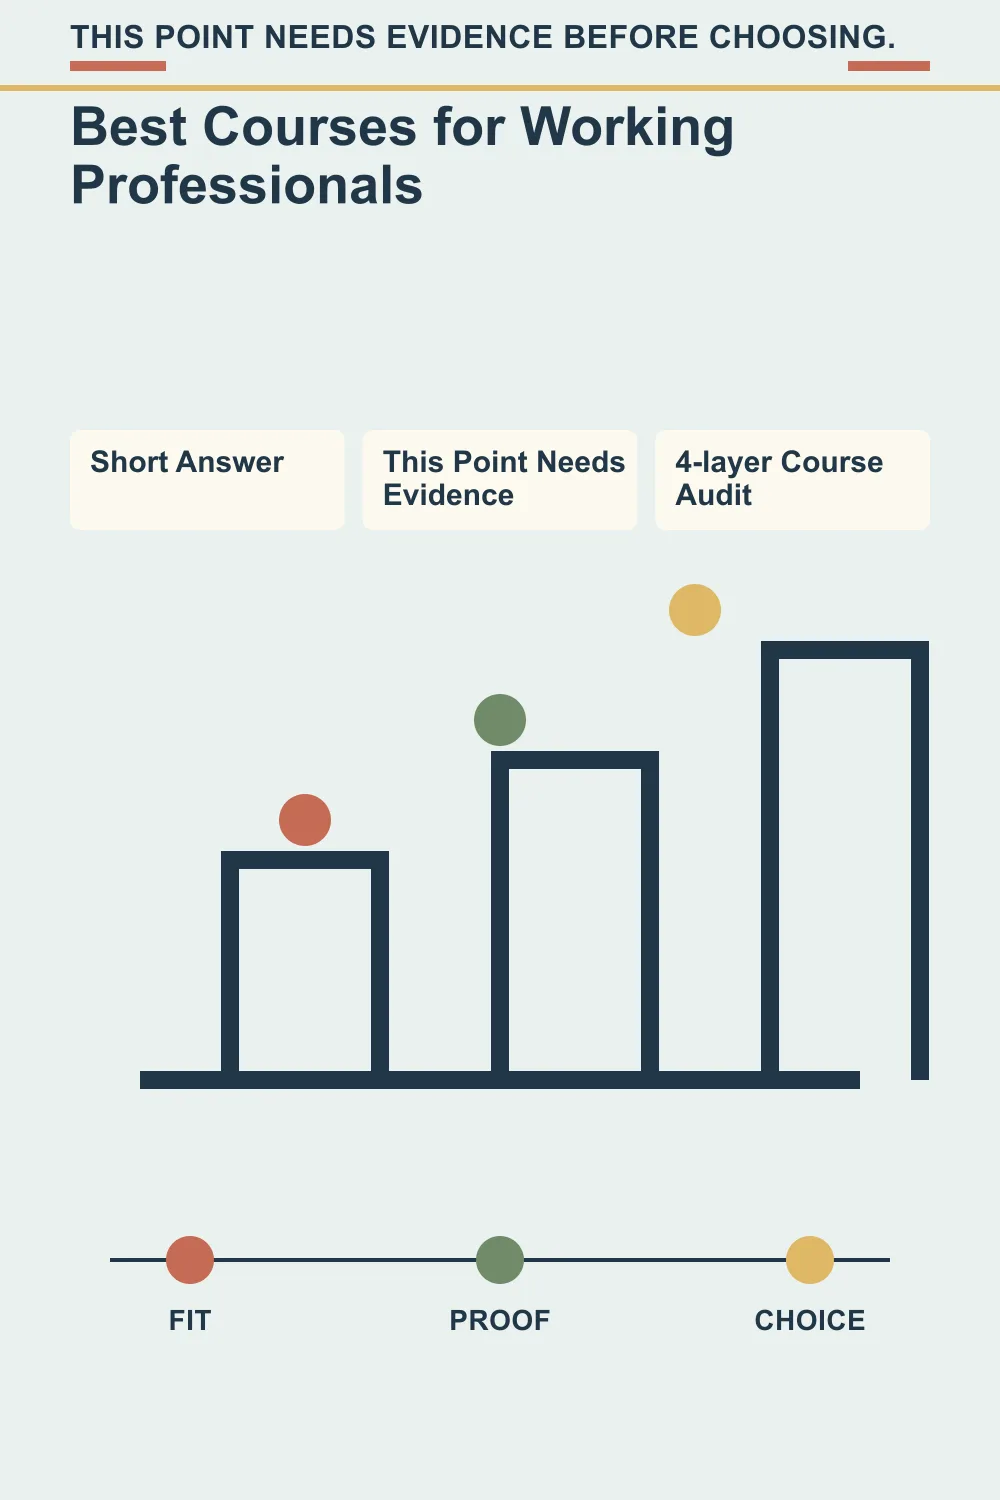 THIS POINT NEEDS EVIDENCE BEFORE CHOOSING.
Best Courses for Working
Professionals
Short Answer
This Point Needs
Evidence
4-layer Course
Audit
FIT
PROOF
CHOICE